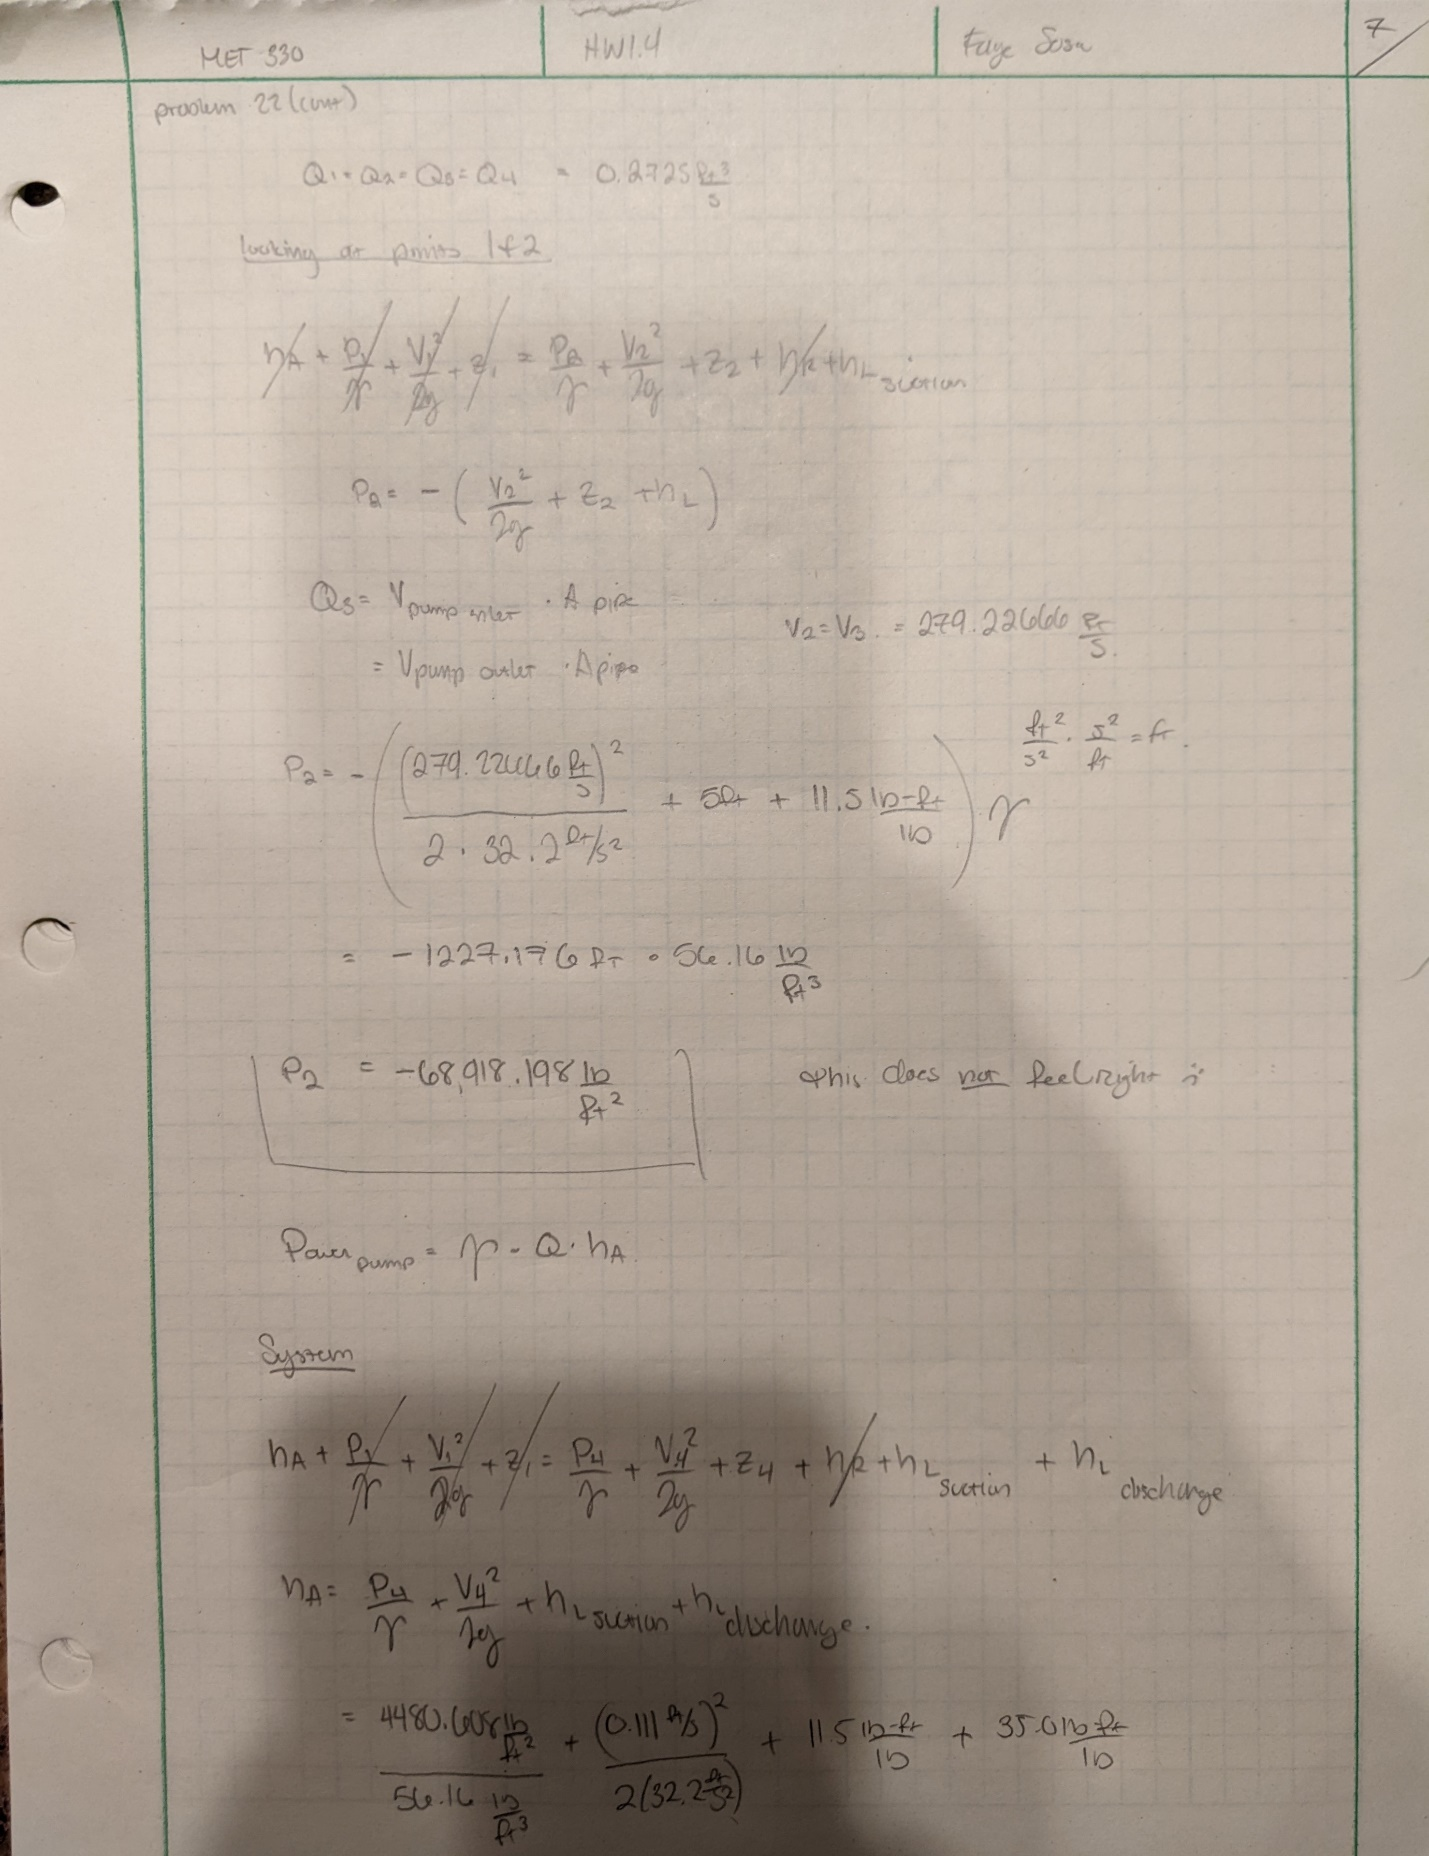 MET 330 HW1.4 Faye Sosa 7/
problem 22 (cont)
Q₁ = Q₂ = Q₃ = Q₄ = 0.2725 ft³/s
looking at points 1 & 2
hA + P₁/γ + V₁²/2g + z₁ = P₂/γ + V₂²/2g + z₂ + hR + hL suction
P₂ = - ( V₂²/2g + z₂ + hL )
Q₃ = V pump inlet · A pipe
V₂ = V₃ = 279.22666 ft/s
= V pump outlet · A pipe
ft²/s² · s²/ft = ft.
P₂ = - ( (279.22666 ft/s)² / 2 · 32.2 ft/s² + 5ft + 11.5 lb-ft/lb ) γ
= -1227.176 ft · 56.16 lb/ft³
P₂ = -68,918.198 lb/ft² this does not feel right :(
Power pump = γ · Q · hA
System
hA + P₁/γ + V₁²/2g + z₁ = P₄/γ + V₄²/2g + z₄ + hR + hL suction + hL discharge
hA = P₄/γ + V₄²/2g + hL suction + hL discharge.
= 4480.608 lb/ft² / 56.16 lb/ft³ + (0.111 ft/s)² / 2(32.2 ft/s²) + 11.5 lb-ft/lb + 35.0 lb-ft/lb